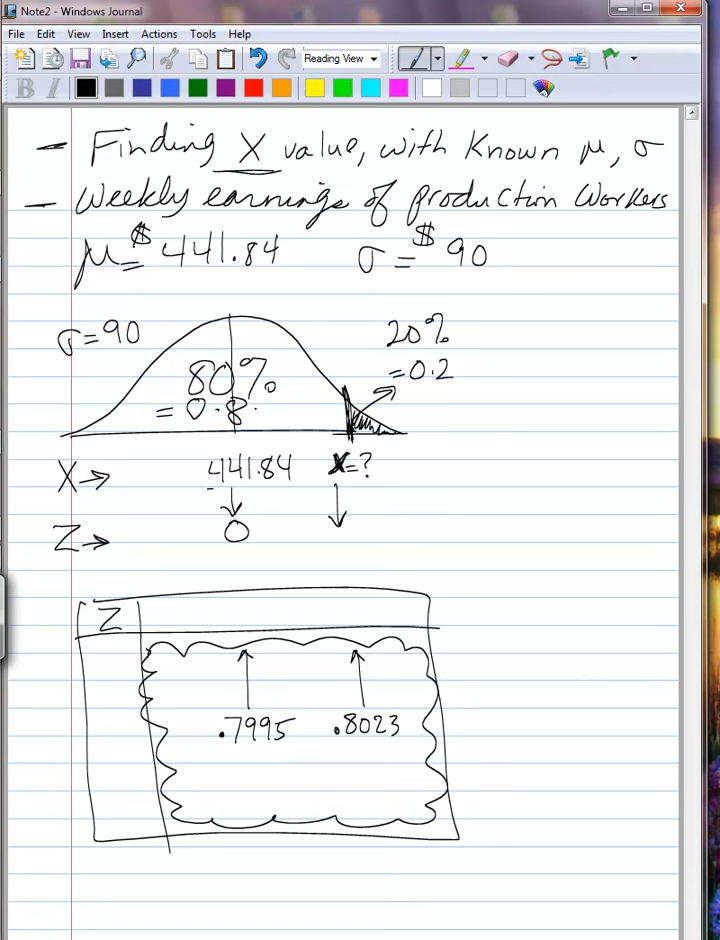 Note2 - Windows Journal
File Edit View Insert Actions Tools Help
Reading View
B I
- Finding X value, with Known μ, σ
- Weekly earnings of production Workers
μ = $441.84 σ = $90
σ = 90
20%
= 0.2
80%
= 0.8
X → 441.84 X = ?
Z → 0
Z
.7995 .8023